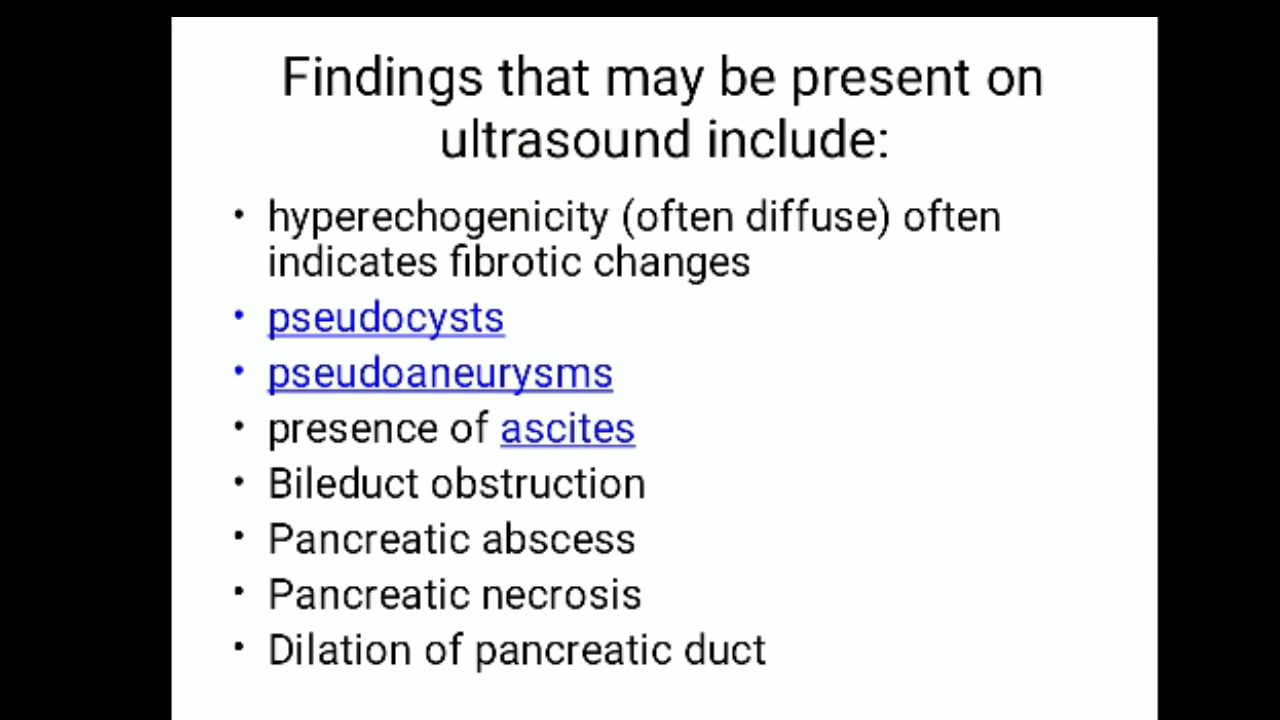 Findings that may be present on
ultrasound include:
• hyperechogenicity (often diffuse) often
indicates fibrotic changes
• pseudocysts
• pseudoaneurysms
• presence of ascites
• Bileduct obstruction
• Pancreatic abscess
• Pancreatic necrosis
• Dilation of pancreatic duct